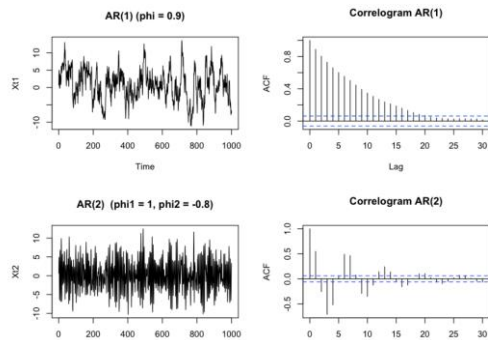 AR(1) (phi = 0.9)
Xt1
10
5
0
-10
0 200 400 600 800 1000
Time
Correlogram AR(1)
ACF
0.8
0.4
0.0
0 5 10 15 20 25 30
Lag
AR(2) (phi1 = 1, phi2 = -0.8)
Xt2
10
5
0
-10
0 200 400 600 800 1000
Correlogram AR(2)
ACF
1.0
0.5
0.0
-0.5
0 5 10 15 20 25 30